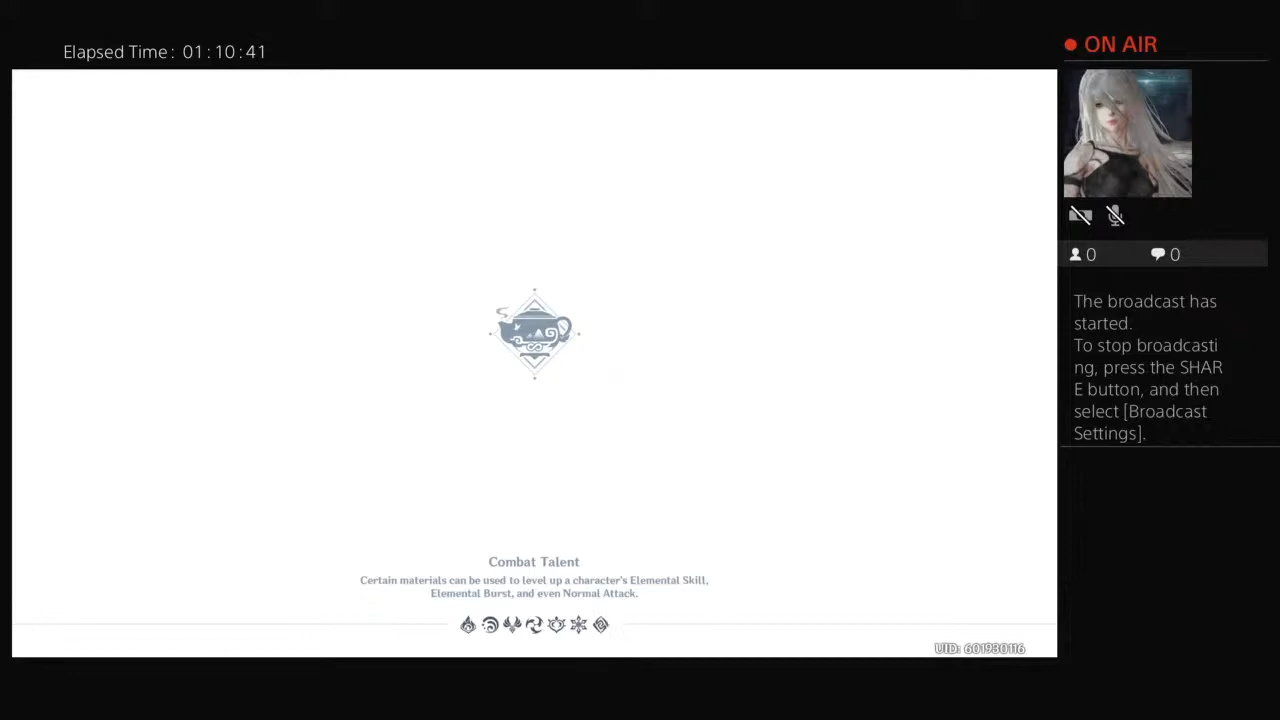 Elapsed Time: 01:10:41
ON AIR
0
0
The broadcast has
started.
To stop broadcasti
ng, press the SHAR
E button, and then
select [Broadcast
Settings].
Combat Talent
Certain materials can be used to level up a character's Elemental Skill,
Elemental Burst, and even Normal Attack.
UID: 601930116